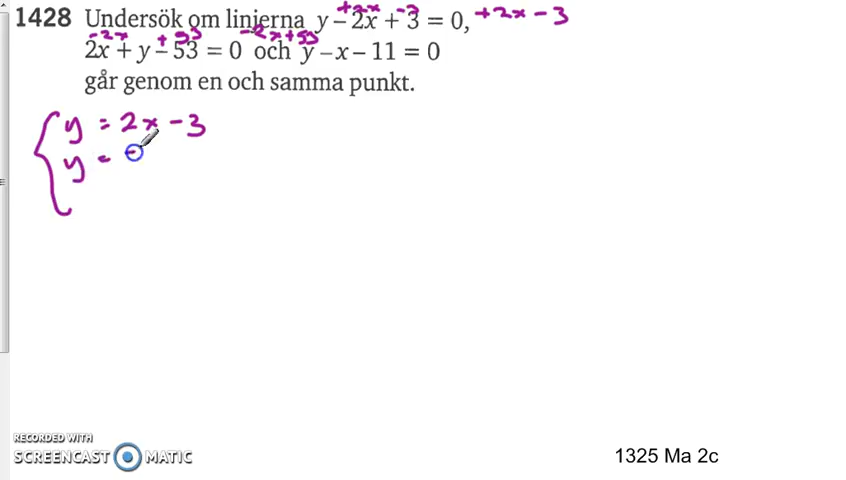 1428 Undersök om linjerna y − 2x + 3 = 0, +2x − 3
+2x −3
2x + y − 53 = 0 och y − x − 11 = 0
−2x + 53 −2x + 53
går genom en och samma punkt.
y = 2x − 3
y = −
RECORDED WITH
SCREENCAST MATIC
1325 Ma 2c